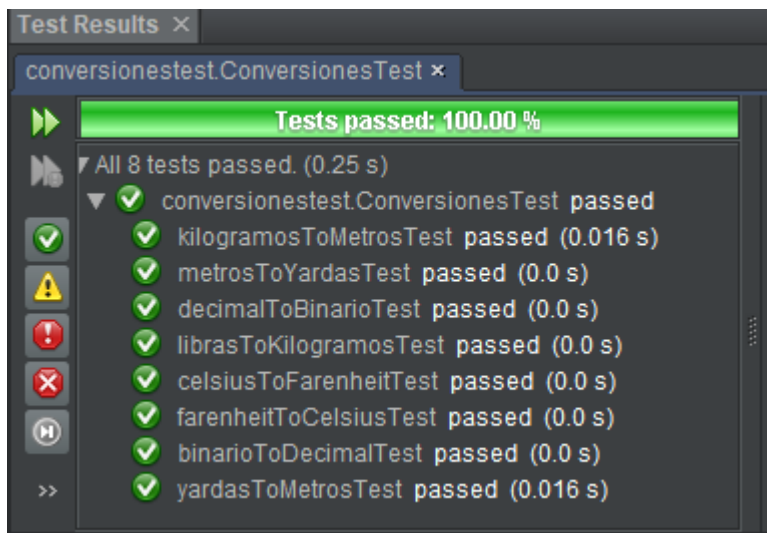 Test Results ×
conversionestest.ConversionesTest ×
Tests passed: 100.00 %
All 8 tests passed. (0.25 s)
conversionestest.ConversionesTest passed
kilogramosToMetrosTest passed (0.016 s)
metrosToYardasTest passed (0.0 s)
decimalToBinarioTest passed (0.0 s)
librasToKilogramosTest passed (0.0 s)
celsiusToFarenheitTest passed (0.0 s)
farenheitToCelsiusTest passed (0.0 s)
binarioToDecimalTest passed (0.0 s)
yardasToMetrosTest passed (0.016 s)
>>